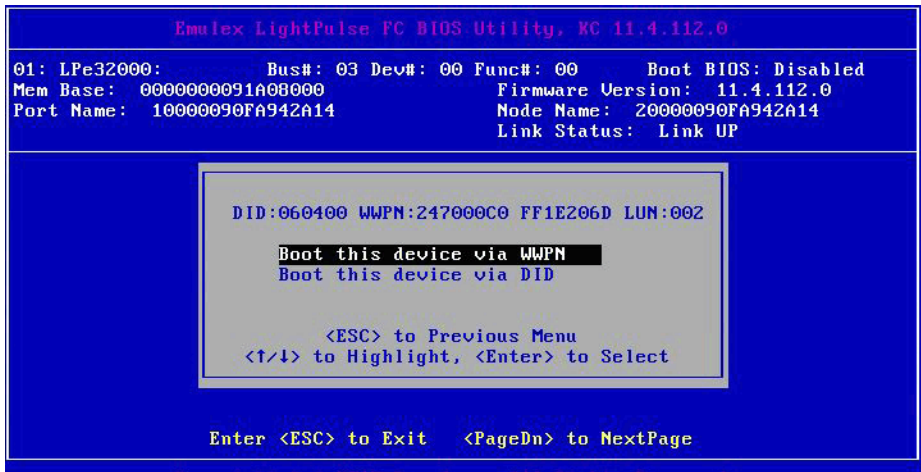 Emulex LightPulse FC BIOS Utility, KC 11.4.112.0
01: LPe32000: Bus#: 03 Dev#: 00 Func#: 00 Boot BIOS: Disabled
Mem Base: 0000000091A08000 Firmware Version: 11.4.112.0
Port Name: 10000090FA942A14 Node Name: 20000090FA942A14
Link Status: Link UP
DID:060400 WWPN:247000C0 FF1E206D LUN:002
Boot this device via WWPN
Boot this device via DID
<ESC> to Previous Menu
<↑/↓> to Highlight, <Enter> to Select
Enter <ESC> to Exit <PageDn> to NextPage